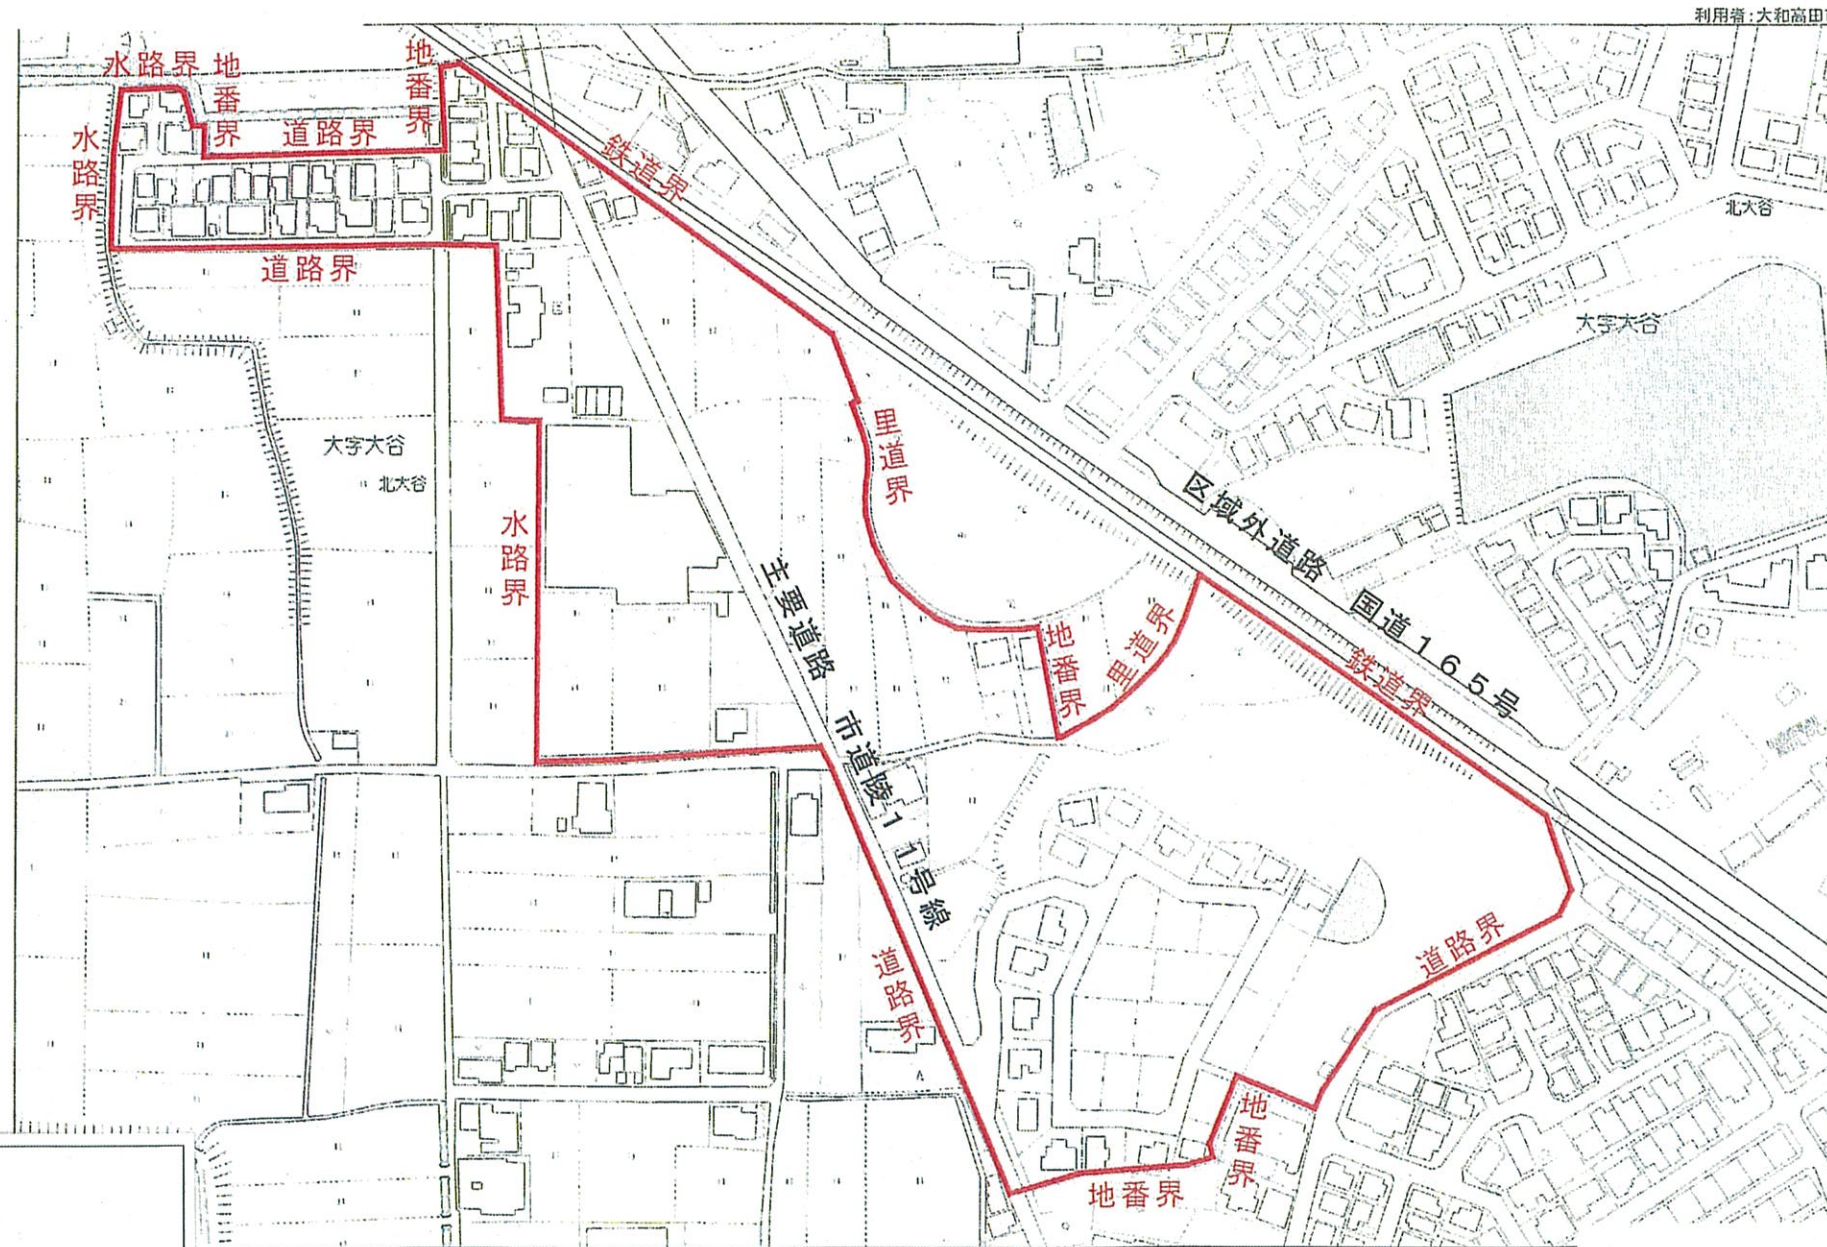 利用者：大和高田
水路界
地番界
地番界
水路界
道路界
鉄道界
道路界
北大谷
大字大谷
里道界
大字大谷
北大谷
区域外道路 国道165号
水路界
主要道路 市道陵11号線
地番界
里道界
鉄道界
道路界
道路界
地番界
地番界